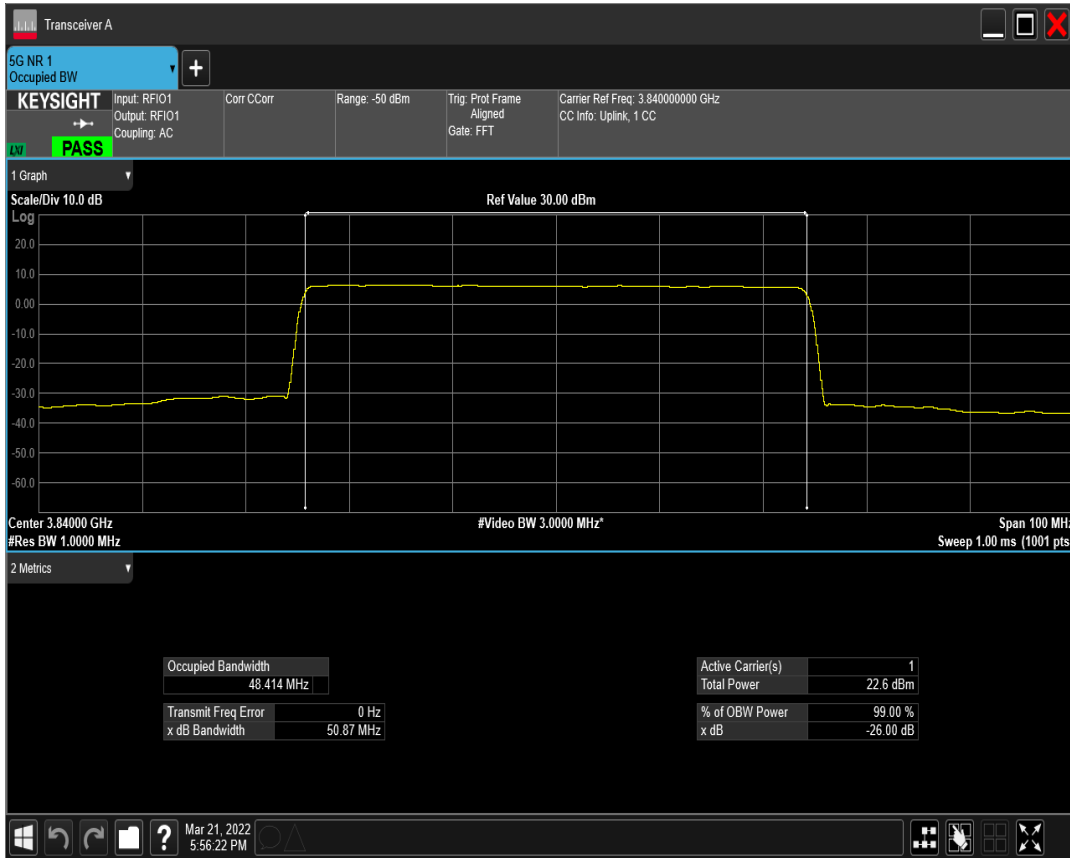 Transceiver A
5G NR 1
Occupied BW
+
KEYSIGHT
LXI
PASS
Input: RFIO1
Output: RFIO1
Coupling: AC
Corr CCorr
Range: -50 dBm
Trig: Prot Frame
Aligned
Gate: FFT
Carrier Ref Freq: 3.840000000 GHz
CC Info: Uplink, 1 CC
1 Graph
Scale/Div 10.0 dB
Ref Value 30.00 dBm
Log
20.0
10.0
0.00
-10.0
-20.0
-30.0
-40.0
-50.0
-60.0
Center 3.84000 GHz
#Video BW 3.0000 MHz*
Span 100 MHz
#Res BW 1.0000 MHz
Sweep 1.00 ms (1001 pts
2 Metrics
Occupied Bandwidth
48.414 MHz
Transmit Freq Error 0 Hz
x dB Bandwidth 50.87 MHz
Active Carrier(s) 1
Total Power 22.6 dBm
% of OBW Power 99.00 %
x dB -26.00 dB
?
Mar 21, 2022
5:56:22 PM